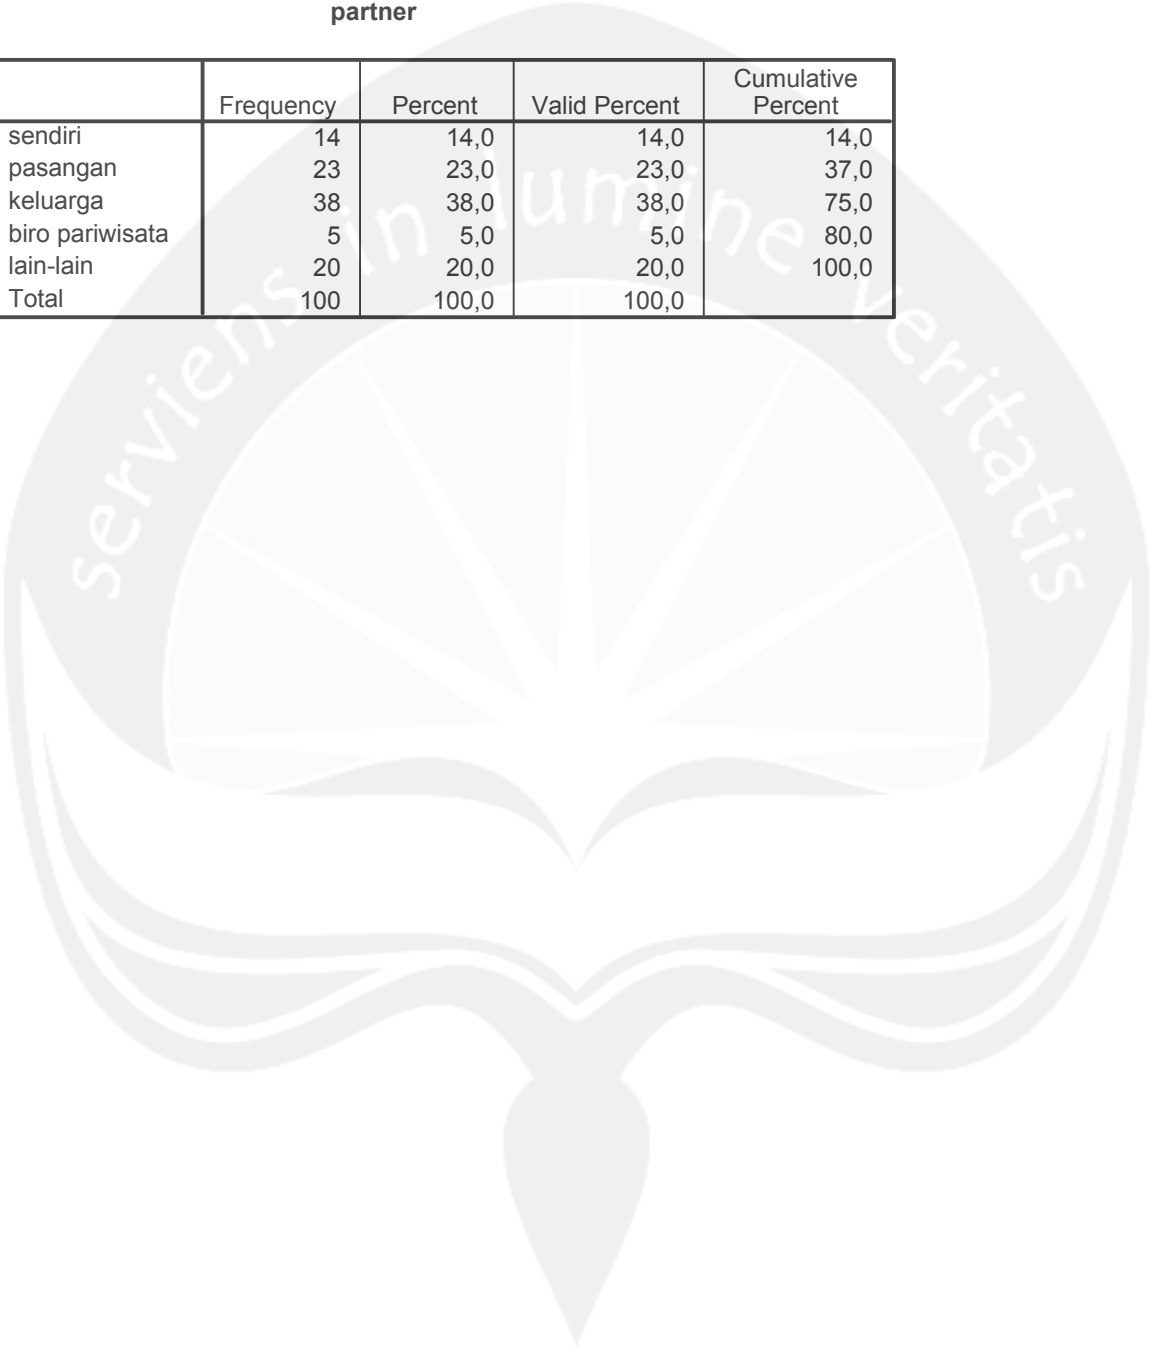 partner
Frequency Percent Valid Percent Cumulative Percent
sendiri 14 14,0 14,0 14,0
pasangan 23 23,0 23,0 37,0
keluarga 38 38,0 38,0 75,0
biro pariwisata 5 5,0 5,0 80,0
lain-lain 20 20,0 20,0 100,0
Total 100 100,0 100,0
serviens in lumine veritatis